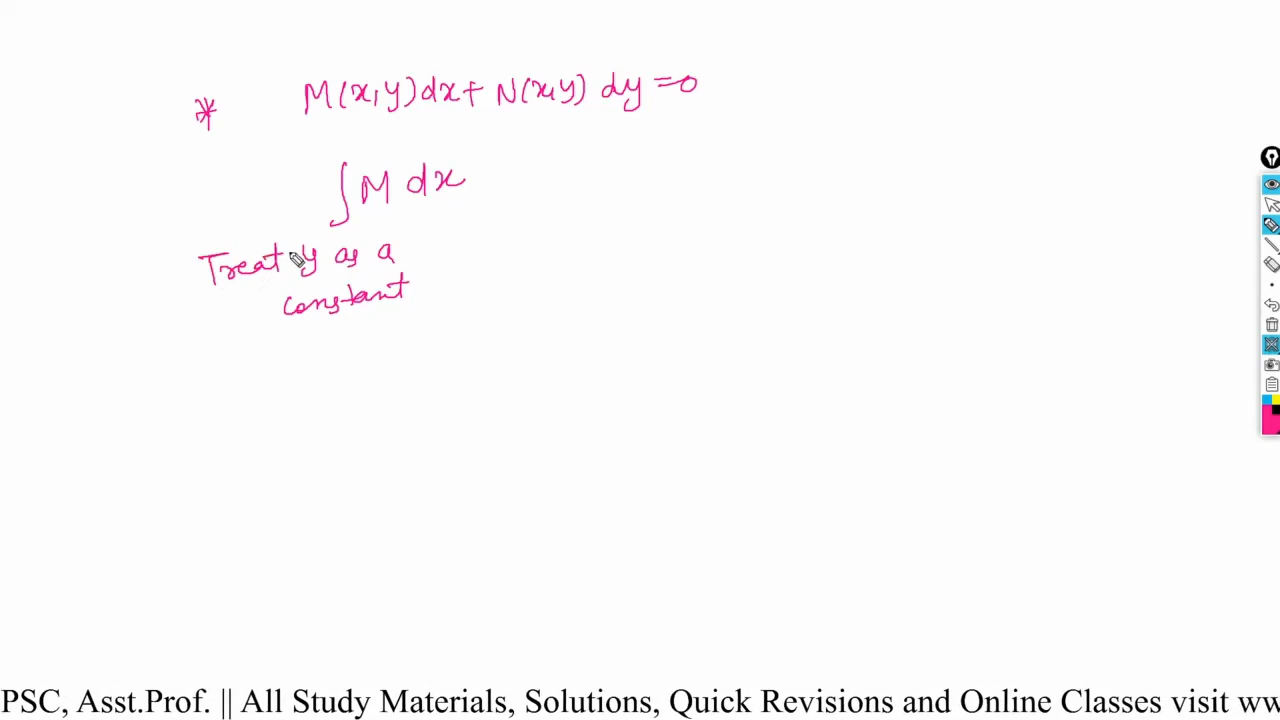 * M(x,y)dx+ N(x,y) dy=0
∫M dx
Treat y as a
constant
PSC, Asst.Prof. || All Study Materials, Solutions, Quick Revisions and Online Classes visit ww